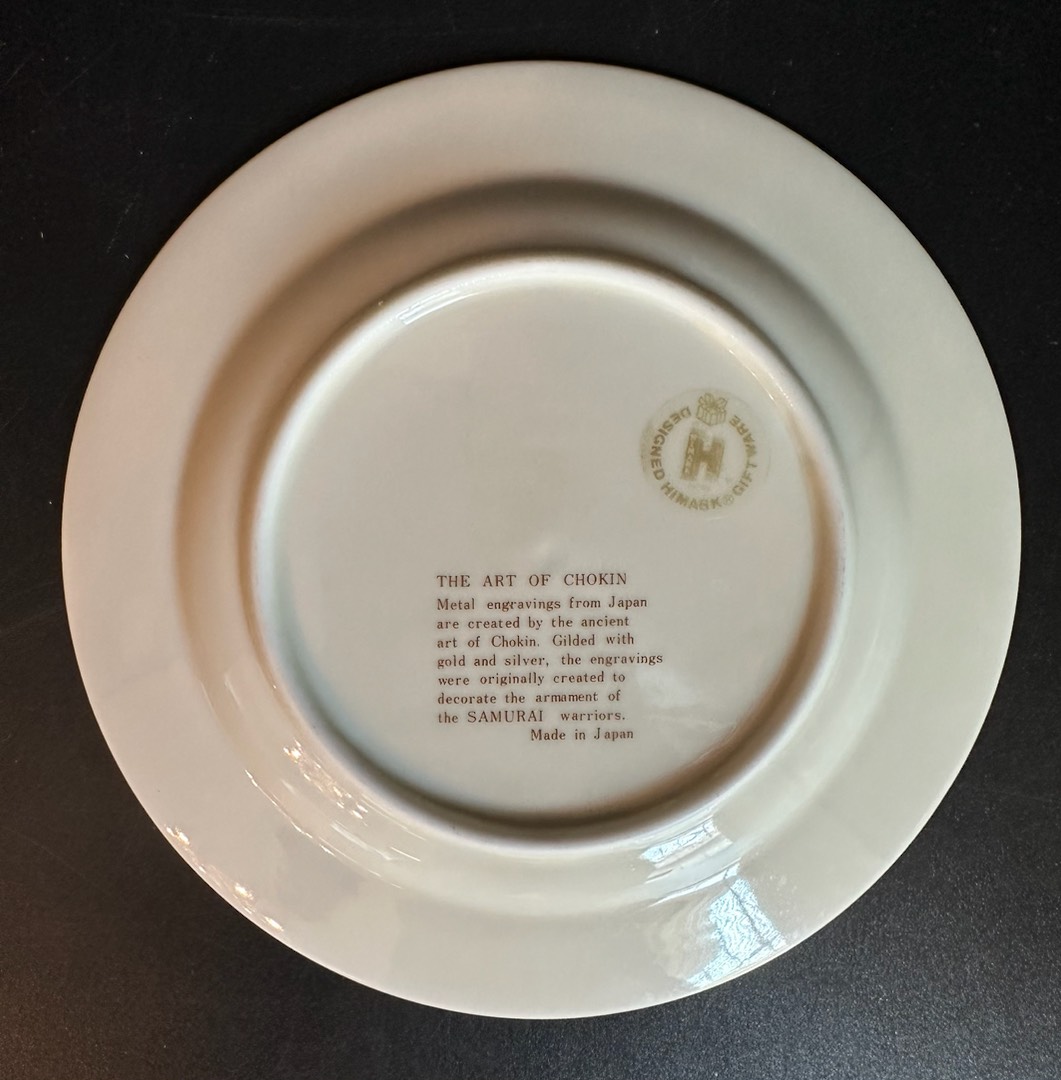 DESIGNED HIMARK® GIFTWARE
H
THE ART OF CHOKIN
Metal engravings from Japan
are created by the ancient
art of Chokin. Gilded with
gold and silver, the engravings
were originally created to
decorate the armament of
the SAMURAI warriors.
Made in Japan